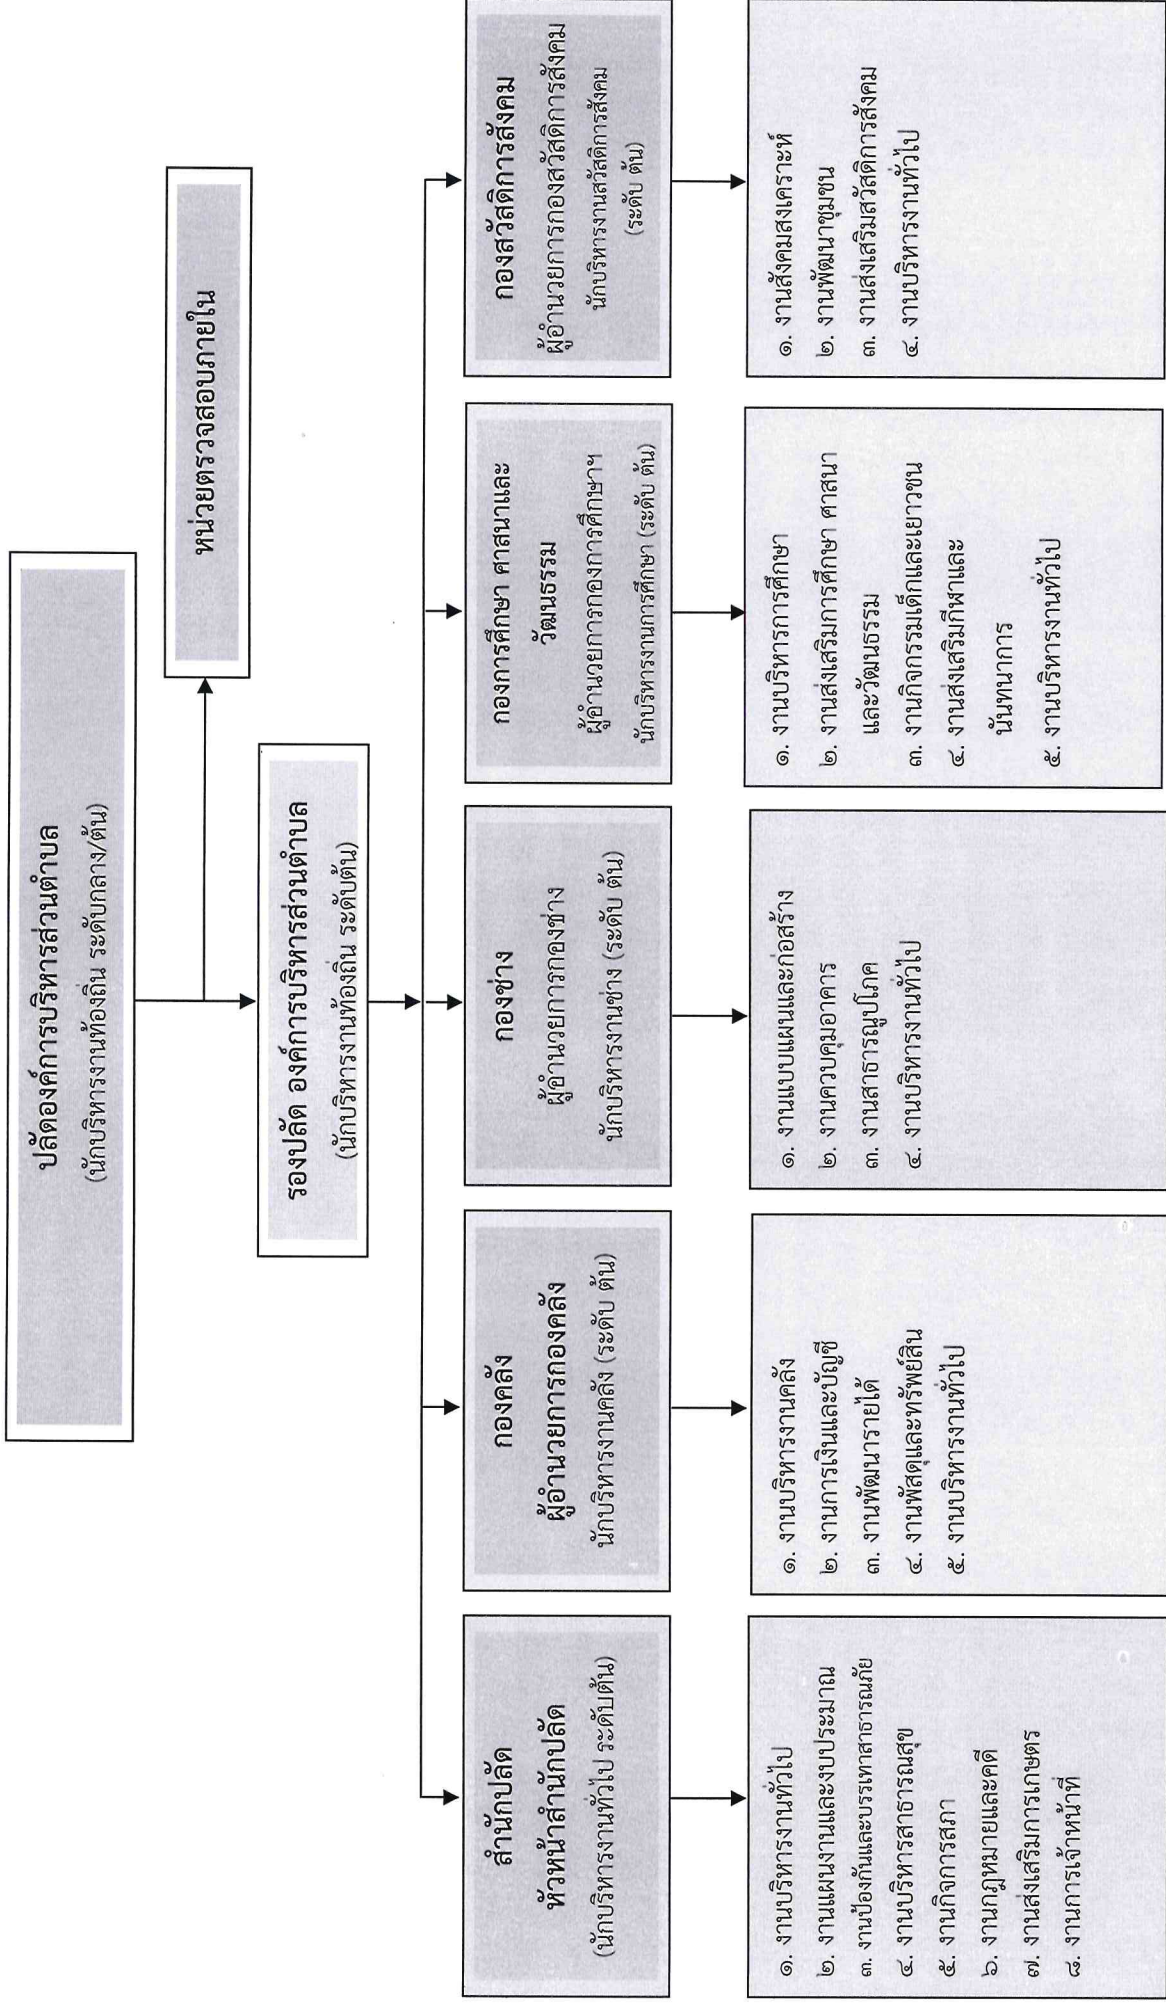 ปลัดองค์การบริหารส่วนตำบล
(นักบริหารงานท้องถิ่น ระดับกลาง/ต้น)
หน่วยตรวจสอบภายใน
รองปลัด องค์การบริหารส่วนตำบล
(นักบริหารงานท้องถิ่น ระดับต้น)
สำนักปลัด
หัวหน้าสำนักปลัด
(นักบริหารงานทั่วไป ระดับต้น)
กองคลัง
ผู้อำนวยการกองคลัง
นักบริหารงานคลัง (ระดับ ต้น)
กองช่าง
ผู้อำนวยการกองช่าง
นักบริหารงานช่าง (ระดับ ต้น)
กองการศึกษา ศาสนาและ
วัฒนธรรม
ผู้อำนวยการกองการศึกษาฯ
นักบริหารงานการศึกษา (ระดับ ต้น)
กองสวัสดิการสังคม
ผู้อำนวยการกองสวัสดิการสังคม
นักบริหารงานสวัสดิการสังคม
(ระดับ ต้น)
๑. งานบริหารงานทั่วไป
๒. งานแผนงานและงบประมาณ
๓. งานป้องกันและบรรเทาสาธารณภัย
๔. งานบริหารสาธารณสุข
๕. งานกิจการสภา
๖. งานกฎหมายและคดี
๗. งานส่งเสริมการเกษตร
๘. งานการเจ้าหน้าที่
๑. งานบริหารงานคลัง
๒. งานการเงินและบัญชี
๓. งานพัฒนารายได้
๔. งานพัสดุและทรัพย์สิน
๕. งานบริหารงานทั่วไป
๑. งานแบบแผนและก่อสร้าง
๒. งานควบคุมอาคาร
๓. งานสาธารณูปโภค
๔. งานบริหารงานทั่วไป
๑. งานบริหารการศึกษา
๒. งานส่งเสริมการศึกษา ศาสนา
และวัฒนธรรม
๓. งานกิจกรรมเด็กและเยาวชน
๔. งานส่งเสริมกีฬาและ
นันทนาการ
๕. งานบริหารงานทั่วไป
๑. งานสังคมสงเคราะห์
๒. งานพัฒนาชุมชน
๓. งานส่งเสริมสวัสดิการสังคม
๔. งานบริหารงานทั่วไป